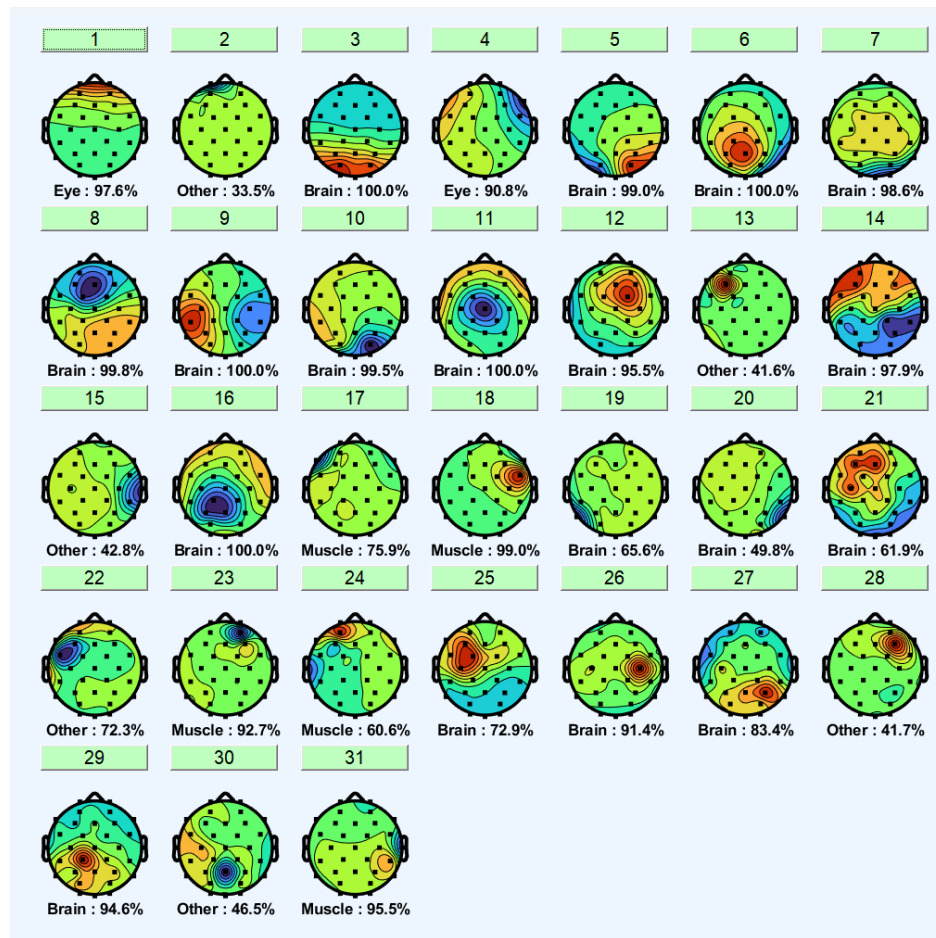 1 2 3 4 5 6 7
Eye : 97.6% Other : 33.5% Brain : 100.0% Eye : 90.8% Brain : 99.0% Brain : 100.0% Brain : 98.6%
8 9 10 11 12 13 14
Brain : 99.8% Brain : 100.0% Brain : 99.5% Brain : 100.0% Brain : 95.5% Other : 41.6% Brain : 97.9%
15 16 17 18 19 20 21
Other : 42.8% Brain : 100.0% Muscle : 75.9% Muscle : 99.0% Brain : 65.6% Brain : 49.8% Brain : 61.9%
22 23 24 25 26 27 28
Other : 72.3% Muscle : 92.7% Muscle : 60.6% Brain : 72.9% Brain : 91.4% Brain : 83.4% Other : 41.7%
29 30 31
Brain : 94.6% Other : 46.5% Muscle : 95.5%